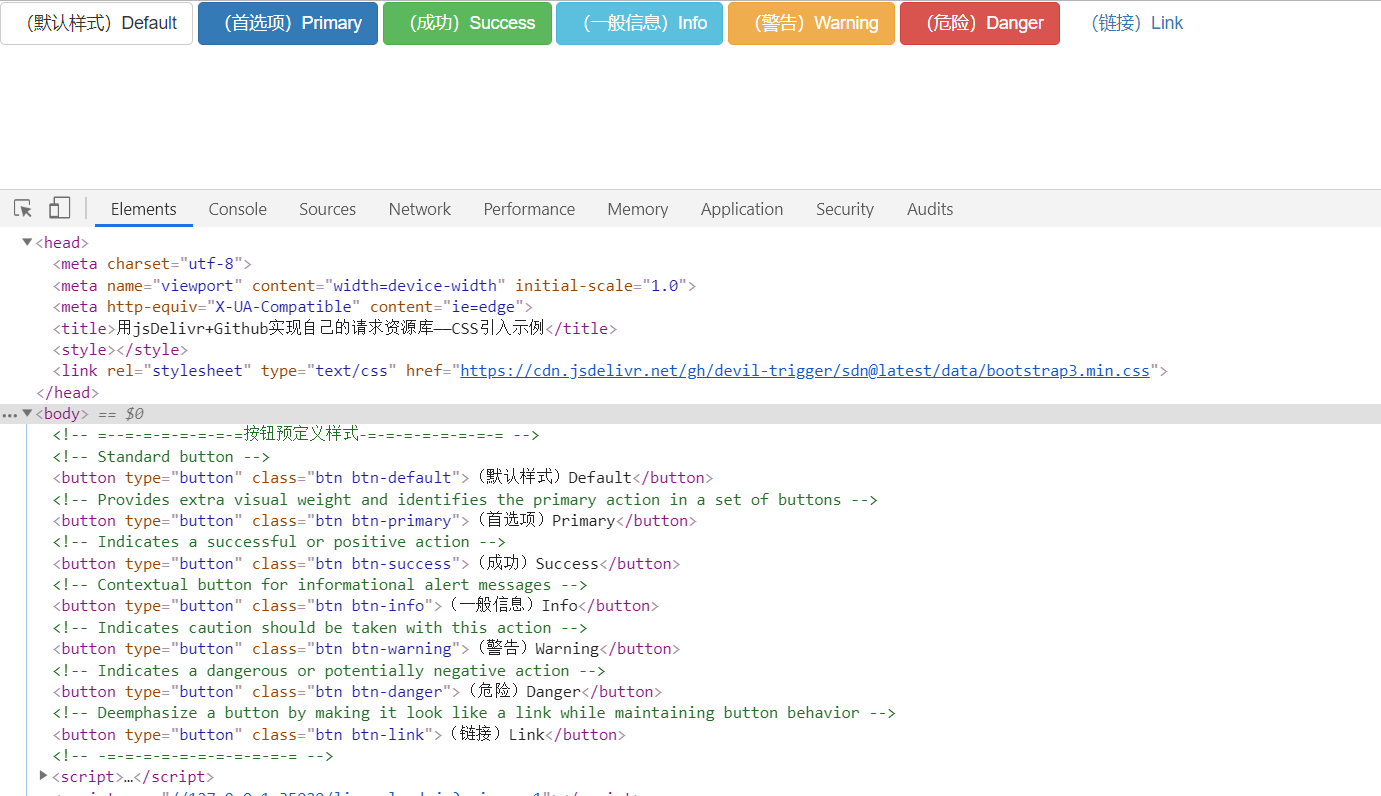 （默认样式）Default （首选项）Primary （成功）Success （一般信息）Info （警告）Warning （危险）Danger （链接）Link
Elements Console Sources Network Performance Memory Application Security Audits
<head>
<meta charset="utf-8">
<meta name="viewport" content="width=device-width" initial-scale="1.0">
<meta http-equiv="X-UA-Compatible" content="ie=edge">
<title>用jsDelivr+Github实现自己的请求资源库——CSS引入示例</title>
<style></style>
<link rel="stylesheet" type="text/css" href="https://cdn.jsdelivr.net/gh/devil-trigger/sdn@latest/data/bootstrap3.min.css">
</head>
<body> == $0
<!-- =--=-=-=-=-=-=-=按钮预定义样式-=-=-=-=-=-=-=-= -->
<!-- Standard button -->
<button type="button" class="btn btn-default">（默认样式）Default</button>
<!-- Provides extra visual weight and identifies the primary action in a set of buttons -->
<button type="button" class="btn btn-primary">（首选项）Primary</button>
<!-- Indicates a successful or positive action -->
<button type="button" class="btn btn-success">（成功）Success</button>
<!-- Contextual button for informational alert messages -->
<button type="button" class="btn btn-info">（一般信息）Info</button>
<!-- Indicates caution should be taken with this action -->
<button type="button" class="btn btn-warning">（警告）Warning</button>
<!-- Indicates a dangerous or potentially negative action -->
<button type="button" class="btn btn-danger">（危险）Danger</button>
<!-- Deemphasize a button by making it look like a link while maintaining button behavior -->
<button type="button" class="btn btn-link">（链接）Link</button>
<!-- -=-=-=-=-=-=-=-=-=-=-= -->
<script>…</script>